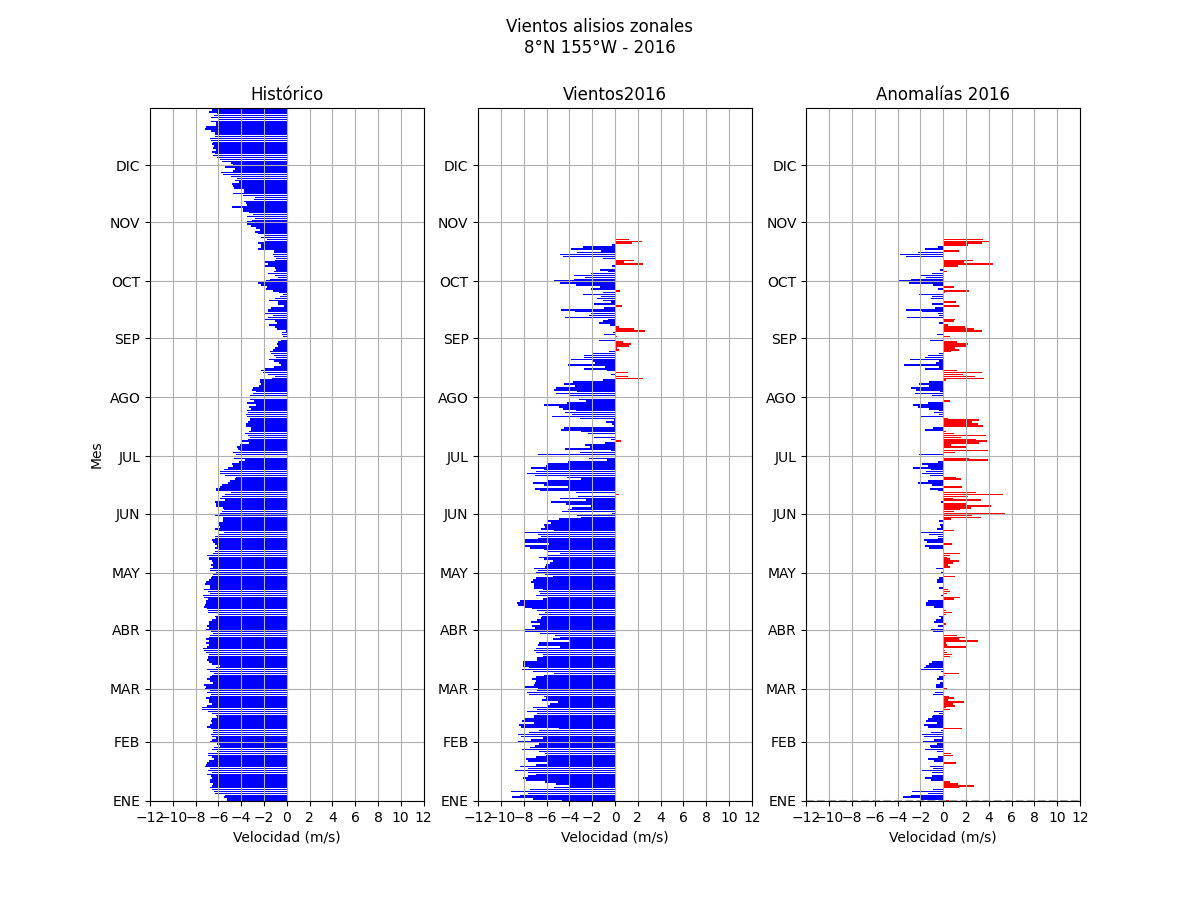 Vientos alisios zonales
8°N 155°W - 2016
Histórico
Vientos2016
Anomalías 2016
DIC
NOV
OCT
SEP
AGO
JUL
JUN
MAY
ABR
MAR
FEB
ENE
Mes
−12−10 −8 −6 −4 −2 0 2 4 6 8 10 12
Velocidad (m/s)
DIC
NOV
OCT
SEP
AGO
JUL
JUN
MAY
ABR
MAR
FEB
ENE
−12−10 −8 −6 −4 −2 0 2 4 6 8 10 12
Velocidad (m/s)
DIC
NOV
OCT
SEP
AGO
JUL
JUN
MAY
ABR
MAR
FEB
ENE
−12−10 −8 −6 −4 −2 0 2 4 6 8 10 12
Velocidad (m/s)